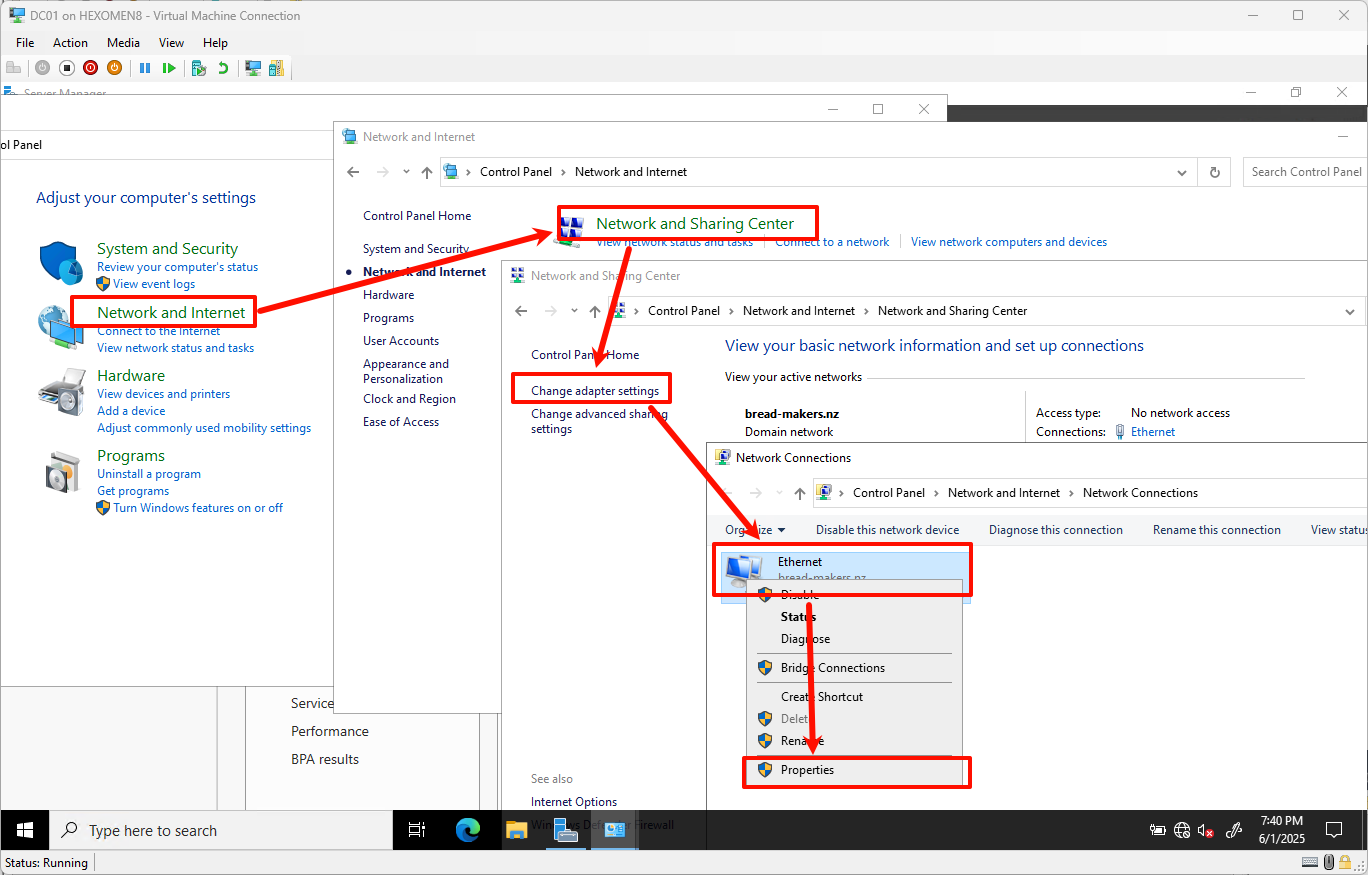 DC01 on HEXOMEN8 - Virtual Machine Connection
File Action Media View Help
Server Manager
ol Panel
Adjust your computer's settings
System and Security
Review your computer's status
View event logs
Network and Internet
Connect to the Internet
View network status and tasks
Hardware
View devices and printers
Add a device
Adjust commonly used mobility settings
Programs
Uninstall a program
Get programs
Turn Windows features on or off
Service
Performance
BPA results
Network and Internet
Control Panel > Network and Internet
Search Control Panel
Control Panel Home
System and Security
Network and Internet
Hardware
Programs
User Accounts
Appearance and
Personalization
Clock and Region
Ease of Access
Network and Sharing Center
View network status and tasks Connect to a network View network computers and devices
Network and Sharing Center
Control Panel > Network and Internet > Network and Sharing Center
Control Panel Home
Change adapter settings
Change advanced sharing
settings
See also
Internet Options
Windows Defender Firewall
View your basic network information and set up connections
View your active networks
bread-makers.nz
Domain network
Access type: No network access
Connections: Ethernet
Network Connections
Control Panel > Network and Internet > Network Connections
Organize Disable this network device Diagnose this connection Rename this connection View status
Ethernet
bread-makers.nz
Disable
Status
Diagnose
Bridge Connections
Create Shortcut
Delete
Rename
Properties
Type here to search
7:40 PM
6/1/2025
Status: Running